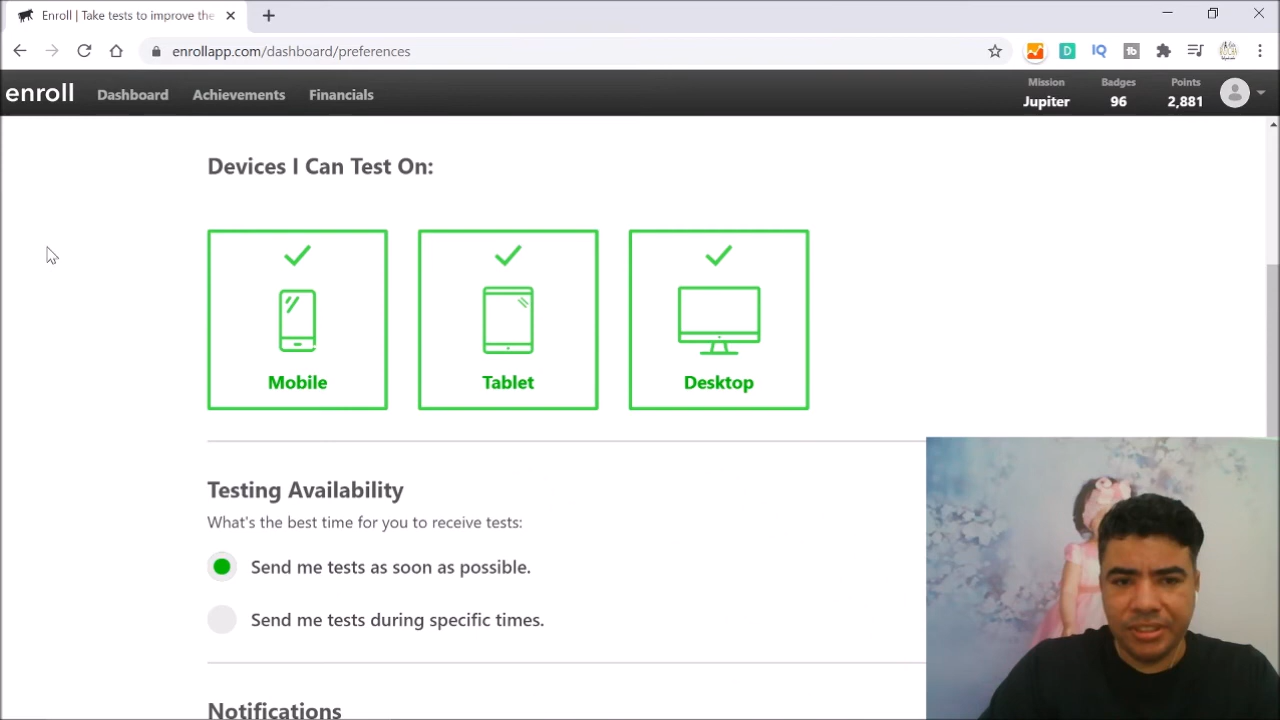 Enroll | Take tests to improve the
enrollapp.com/dashboard/preferences
enroll Dashboard Achievements Financials
Mission Badges Points
Jupiter 96 2,881
Devices I Can Test On:
Mobile Tablet Desktop
Testing Availability
What's the best time for you to receive tests:
Send me tests as soon as possible.
Send me tests during specific times.
Notifications